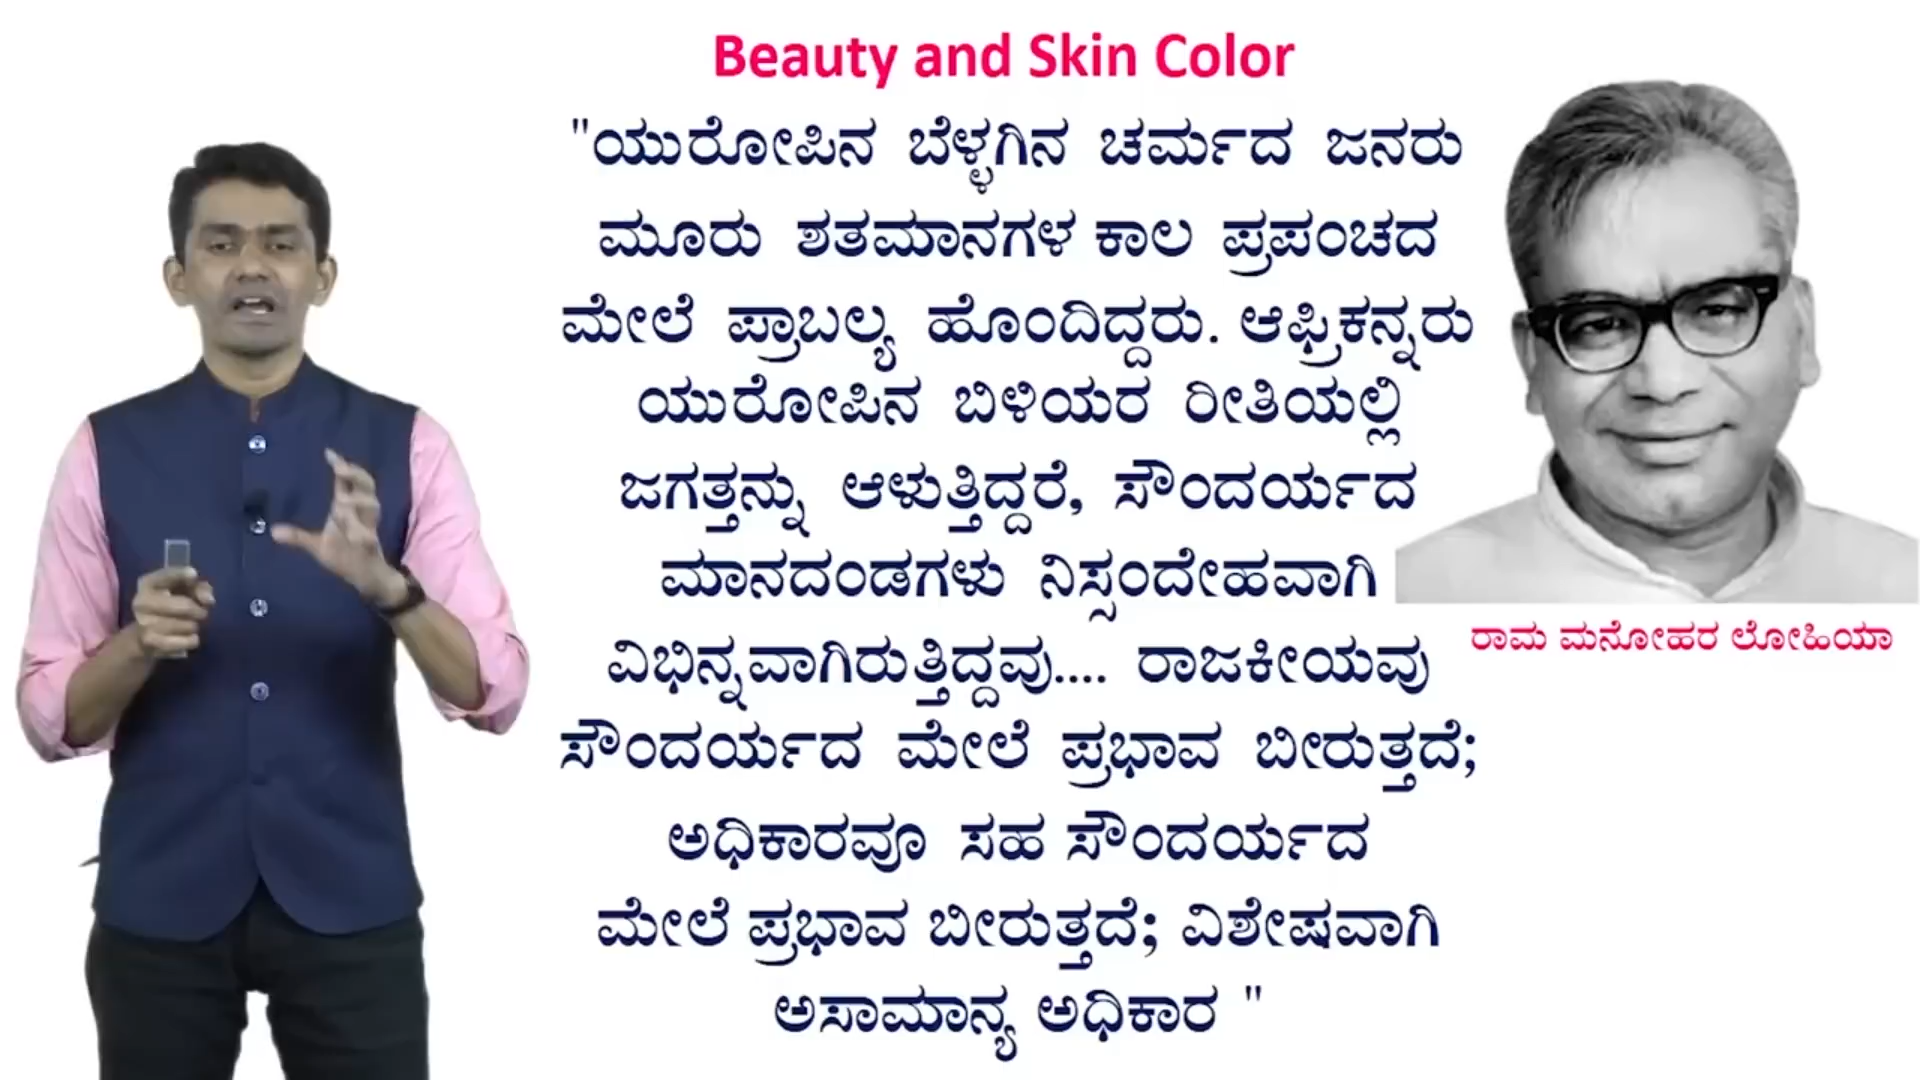 Beauty and Skin Color
"ಯುರೋಪಿನ ಬೆಳ್ಳಗಿನ ಚರ್ಮದ ಜನರು
ಮೂರು ಶತಮಾನಗಳ ಕಾಲ ಪ್ರಪಂಚದ
ಮೇಲೆ ಪ್ರಾಬಲ್ಯ ಹೊಂದಿದ್ದರು. ಆಫ್ರಿಕನ್ನರು
ಯುರೋಪಿನ ಬಿಳಿಯರ ರೀತಿಯಲ್ಲಿ
ಜಗತ್ತನ್ನು ಆಳುತ್ತಿದ್ದರೆ, ಸೌಂದರ್ಯದ
ಮಾನದಂಡಗಳು ನಿಸ್ಸಂದೇಹವಾಗಿ
ವಿಭಿನ್ನವಾಗಿರುತ್ತಿದ್ದವು.... ರಾಜಕೀಯವು
ಸೌಂದರ್ಯದ ಮೇಲೆ ಪ್ರಭಾವ ಬೀರುತ್ತದೆ;
ಅಧಿಕಾರವೂ ಸಹ ಸೌಂದರ್ಯದ
ಮೇಲೆ ಪ್ರಭಾವ ಬೀರುತ್ತದೆ; ವಿಶೇಷವಾಗಿ
ಅಸಾಮಾನ್ಯ ಅಧಿಕಾರ "
ರಾಮ ಮನೋಹರ ಲೋಹಿಯಾ